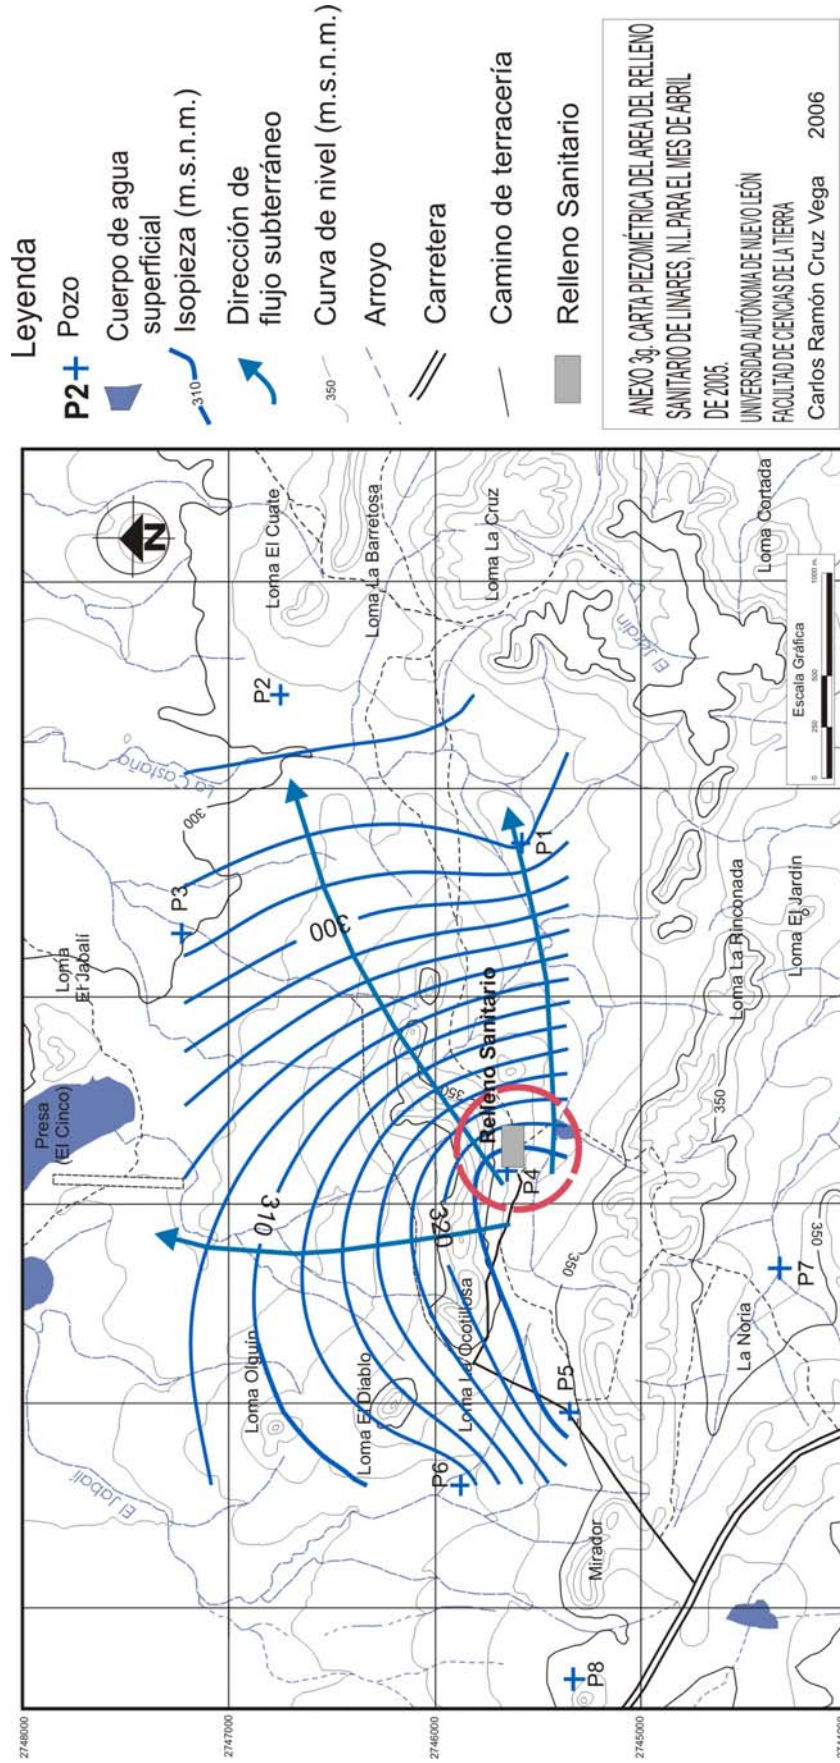 Leyenda
P2 Pozo
Cuerpo de agua
superficial
310 Isopieza (m.s.n.m.)
Dirección de
flujo subterráneo
350 Curva de nivel (m.s.n.m.)
Arroyo
Carretera
Camino de terracería
Relleno Sanitario
ANEXO 3g. CARTA PIEZOMÉTRICA DEL AREA DEL RELLENO
SANITARIO DE LINARES, N.L. PARA EL MES DE ABRIL
DE 2005.
UNIVERSIDAD AUTÓNOMA DE NUEVO LEÓN
FACULTAD DE CIENCIAS DE LA TIERRA
Carlos Ramón Cruz Vega 2006
2748000
2747000
2746000
2745000
N
Presa
(El Cinco)
Loma
El Jabalí
P3
La Castaña
300
P2
Loma El Cuate
Loma La Barretosa
Loma La Cruz
El Jabalí
Loma Olguin
310
300
Loma El Diablo
P6
Loma La Ocotillosa
320
350
Relleno Sanitario
P4
P1
El Jardín
P8
Mirador
P5
350
La Noria
P7
350
350
Loma La Rinconada
Loma El Jardín
Loma Cortada
Escala Gráfica
0 250 500 1000 m.